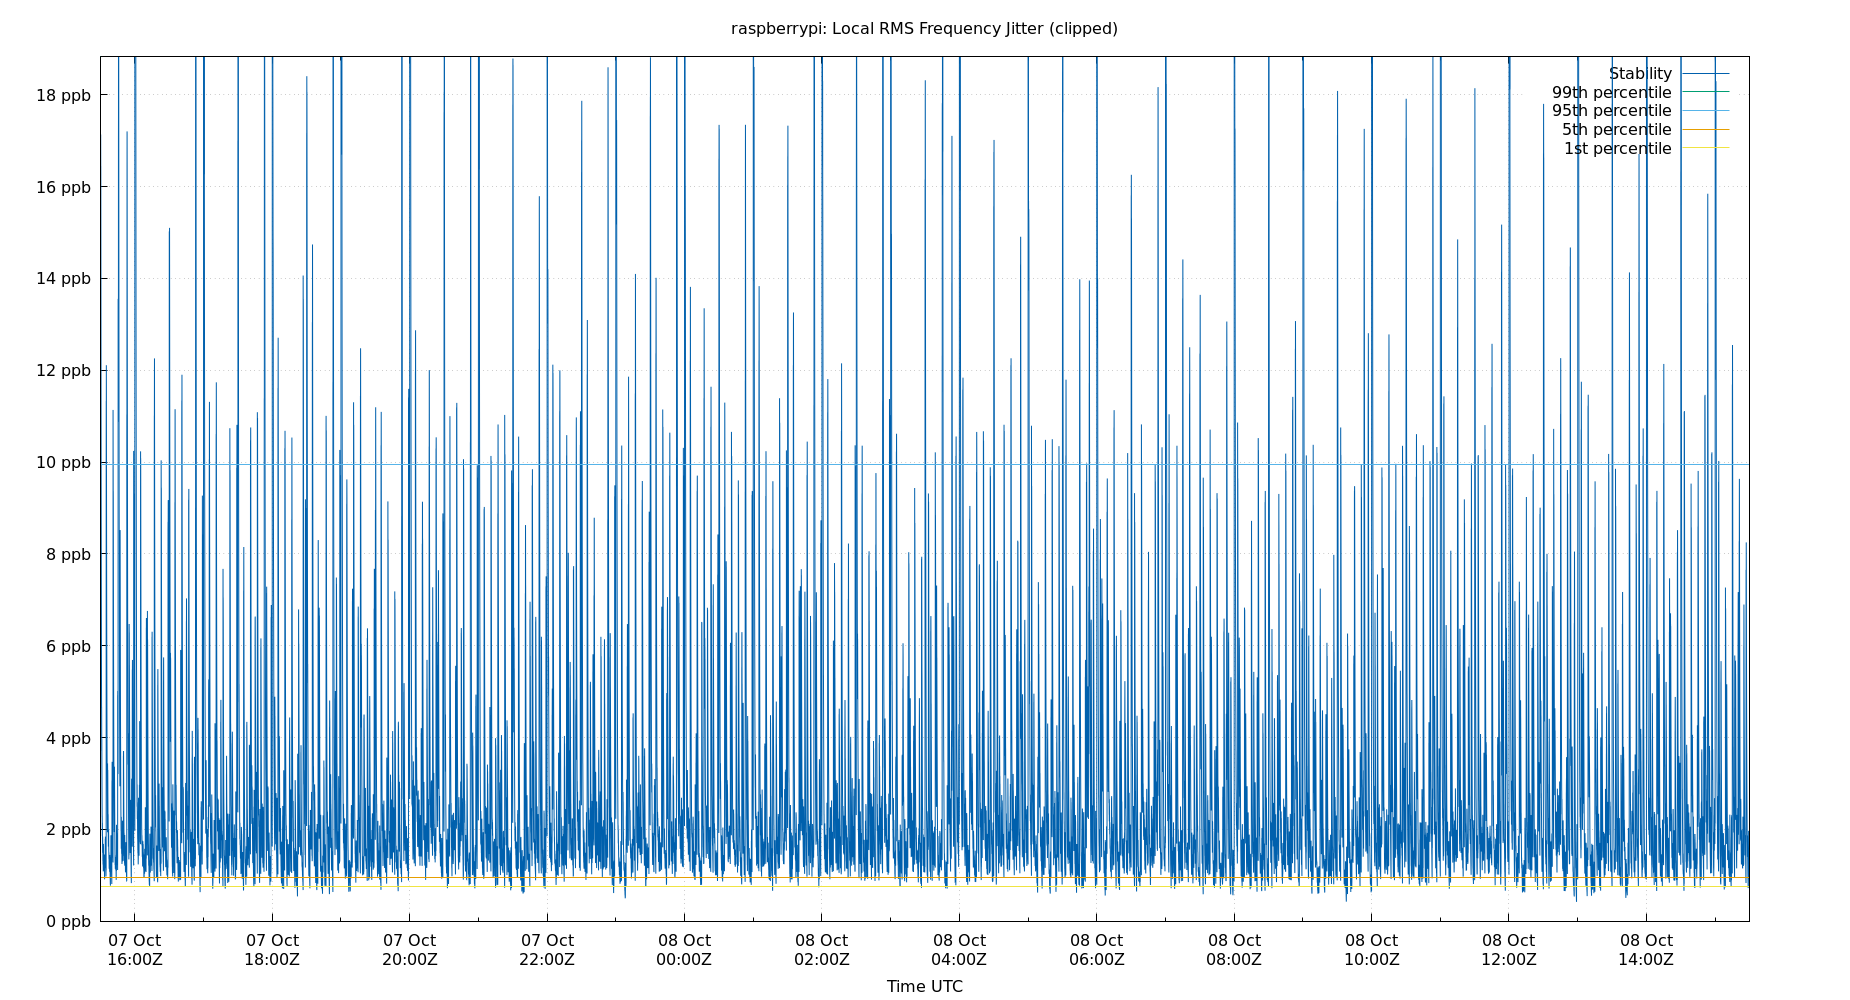 raspberrypi: Local RMS Frequency Jitter (clipped)
Stability
99th percentile
95th percentile
5th percentile
1st percentile
18 ppb
16 ppb
14 ppb
12 ppb
10 ppb
8 ppb
6 ppb
4 ppb
2 ppb
0 ppb
07 Oct 07 Oct 07 Oct 07 Oct 08 Oct 08 Oct 08 Oct 08 Oct 08 Oct 08 Oct 08 Oct 08 Oct
16:00Z 18:00Z 20:00Z 22:00Z 00:00Z 02:00Z 04:00Z 06:00Z 08:00Z 10:00Z 12:00Z 14:00Z
Time UTC